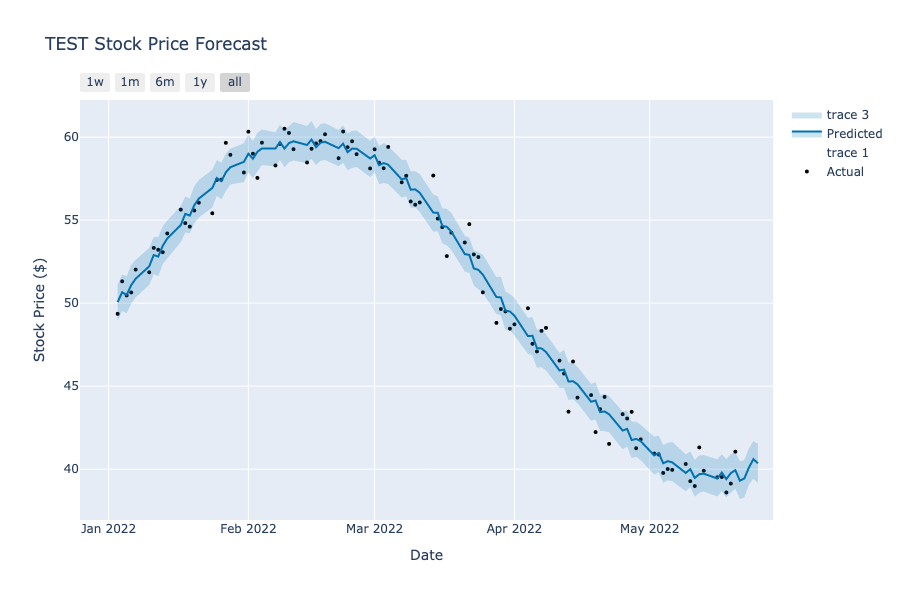 TEST Stock Price Forecast
1w 1m 6m 1y all
trace 3
Predicted
trace 1
Actual
60
55
50
45
40
Stock Price ($)
Jan 2022 Feb 2022 Mar 2022 Apr 2022 May 2022
Date